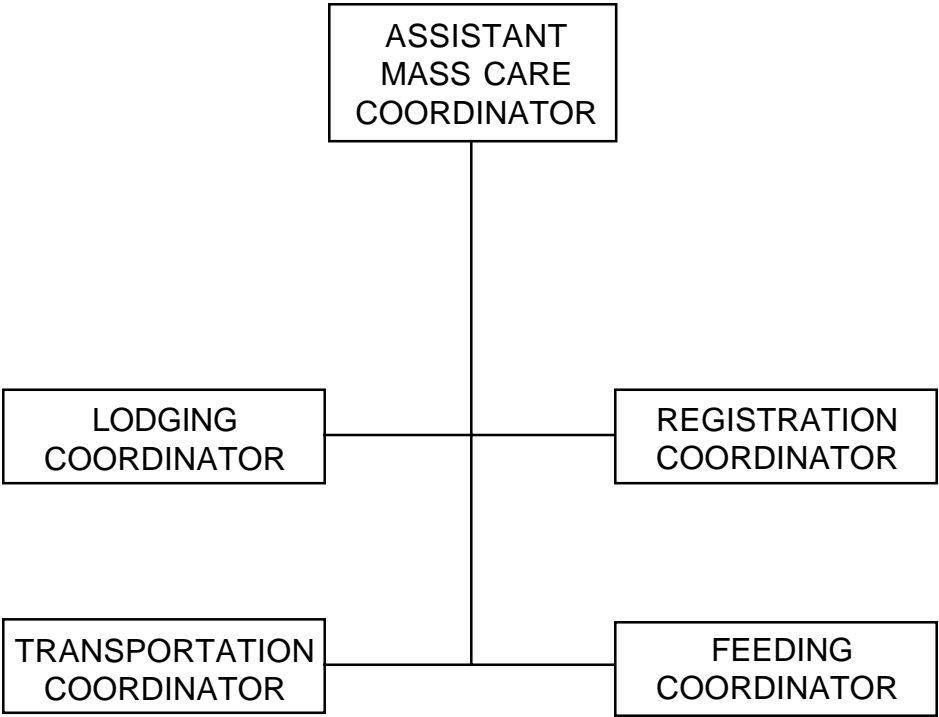 ASSISTANT
MASS CARE
COORDINATOR
LODGING
COORDINATOR
REGISTRATION
COORDINATOR
TRANSPORTATION
COORDINATOR
FEEDING
COORDINATOR